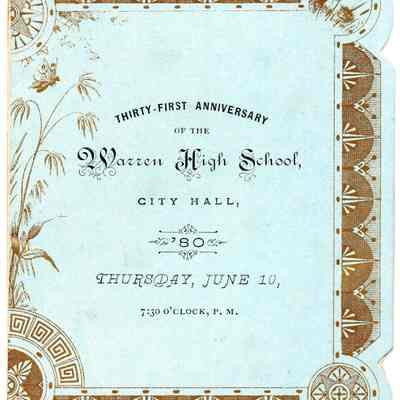 THIRTY-FIRST ANNIVERSARY
OF THE
Warren High School,
CITY HALL,
'80
THURSDAY, JUNE 10,
7:30 O'CLOCK, P. M.